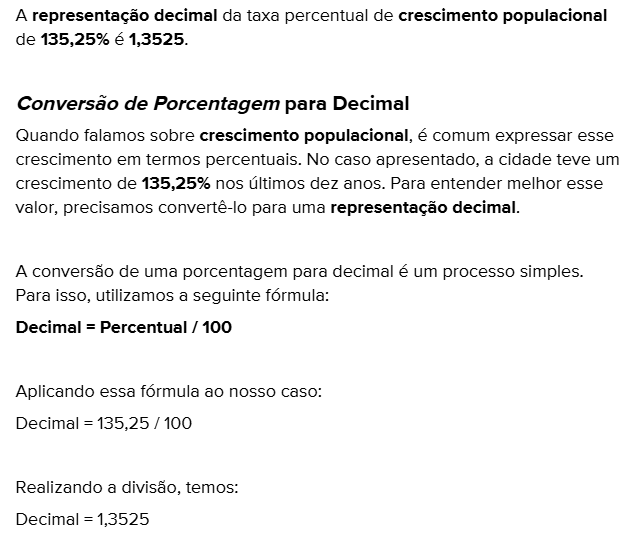 A representação decimal da taxa percentual de crescimento populacional
de 135,25% é 1,3525.
Conversão de Porcentagem para Decimal
Quando falamos sobre crescimento populacional, é comum expressar esse
crescimento em termos percentuais. No caso apresentado, a cidade teve um
crescimento de 135,25% nos últimos dez anos. Para entender melhor esse
valor, precisamos convertê-lo para uma representação decimal.
A conversão de uma porcentagem para decimal é um processo simples.
Para isso, utilizamos a seguinte fórmula:
Decimal = Percentual / 100
Aplicando essa fórmula ao nosso caso:
Decimal = 135,25 / 100
Realizando a divisão, temos:
Decimal = 1,3525